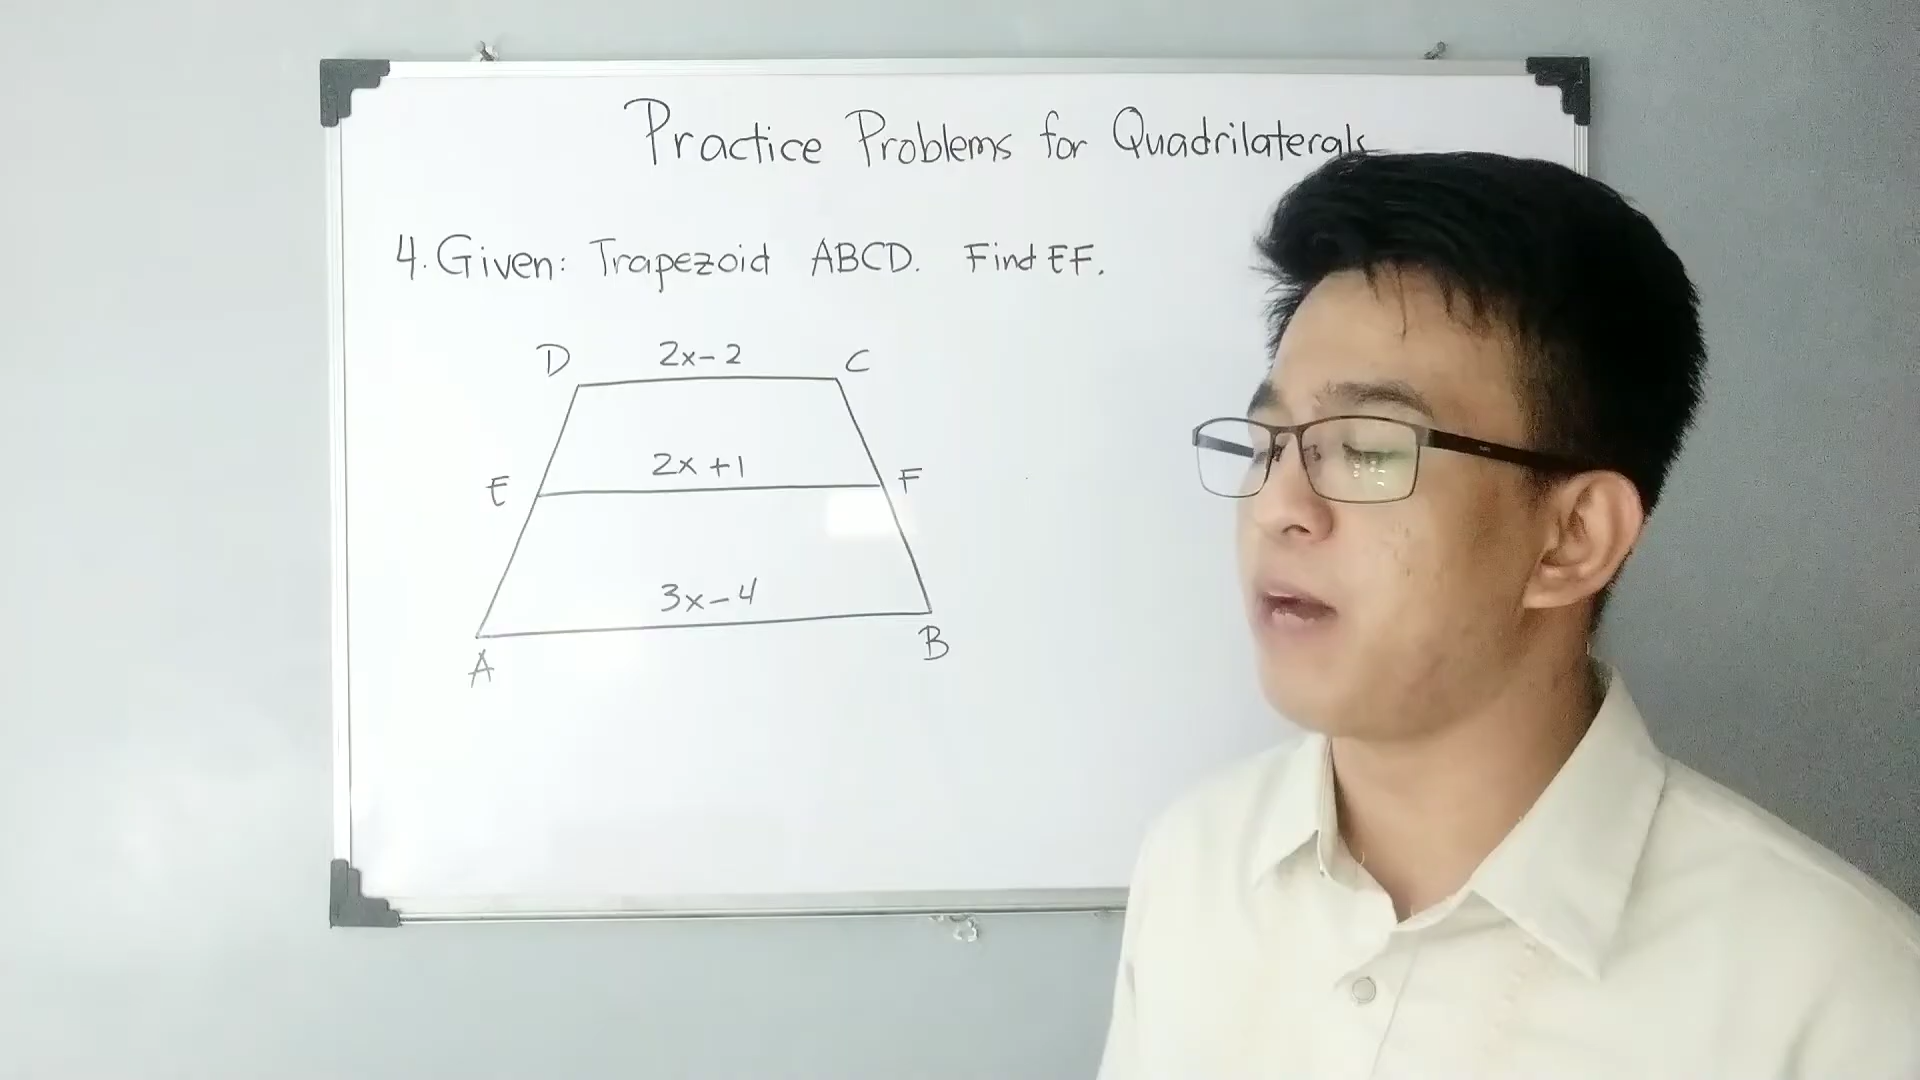 Practice Problems for Quadrilaterals
4. Given: Trapezoid ABCD. Find EF.
D 2x-2 C
E 2x+1 F
3x-4
A B